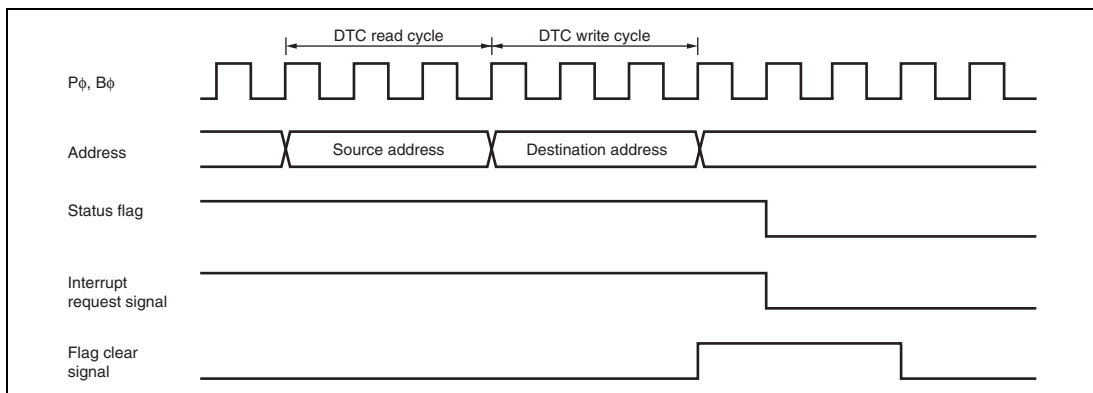 DTC read cycle DTC write cycle
Pϕ, Bϕ
Address Source address Destination address
Status flag
Interrupt
request signal
Flag clear
signal